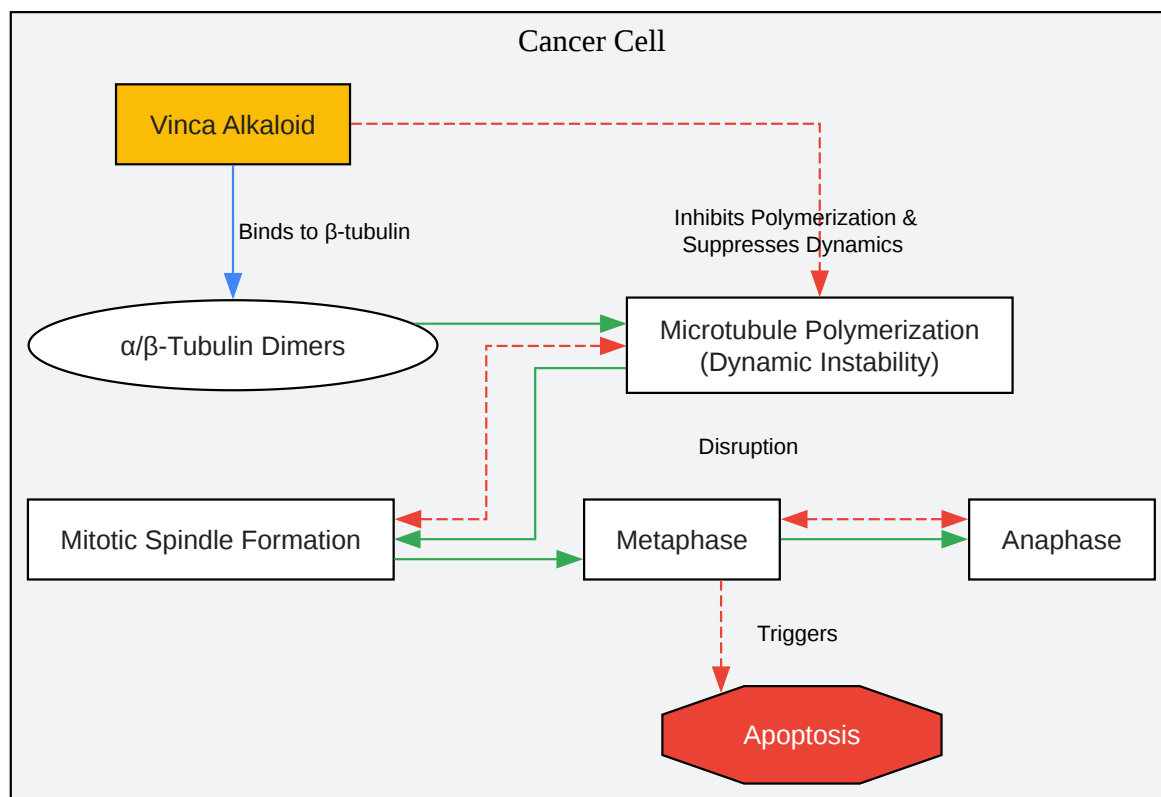 Cancer Cell
Vinca Alkaloid
Binds to β-tubulin
Inhibits Polymerization &
Suppresses Dynamics
α/β-Tubulin Dimers
Microtubule Polymerization
(Dynamic Instability)
Disruption
Mitotic Spindle Formation
Metaphase
Anaphase
Triggers
Apoptosis